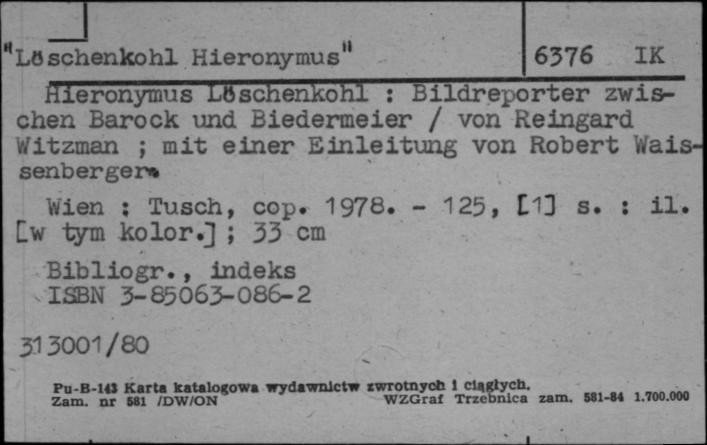 "Löschenkohl Hieronymus" 6376 IK
Hieronymus Löschenkohl : Bildreporter zwis-
chen Barock und Biedermeier / von Reingard
Witzman ; mit einer Einleitung von Robert Wais-
senberger.
Wien : Tusch, cop. 1978. - 125, [1] s. : il.
[w tym kolor.] ; 33 cm
Bibliogr., indeks
ISBN 3-85063-086-2
313001/80
Pu-B-143 Karta katalogowa wydawnictw zwrotnych i ciągłych.
Zam. nr 581 /DW/ON WZGraf Trzebnica zam. 581-84 1.700.000